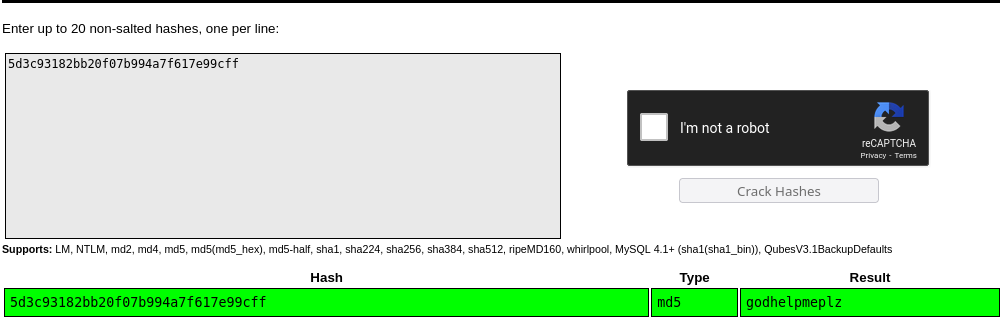 Enter up to 20 non-salted hashes, one per line:
5d3c93182bb20f07b994a7f617e99cff
I'm not a robot
reCAPTCHA
Privacy - Terms
Crack Hashes
Supports: LM, NTLM, md2, md4, md5, md5(md5_hex), md5-half, sha1, sha224, sha256, sha384, sha512, ripeMD160, whirlpool, MySQL 4.1+ (sha1(sha1_bin)), QubesV3.1BackupDefaults
Hash Type Result
5d3c93182bb20f07b994a7f617e99cff md5 godhelpmeplz